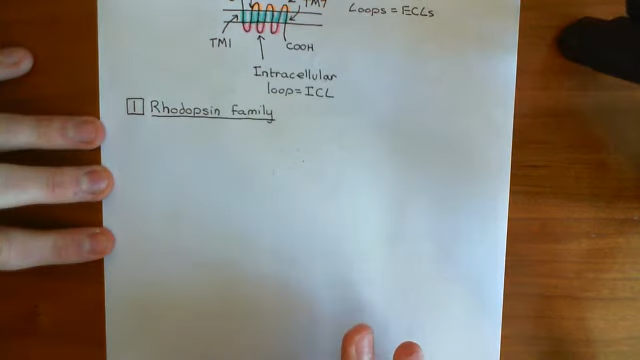 TM7
Loops = ECLs
TM1
COOH
Intracellular
loop = ICL
1 Rhodopsin family